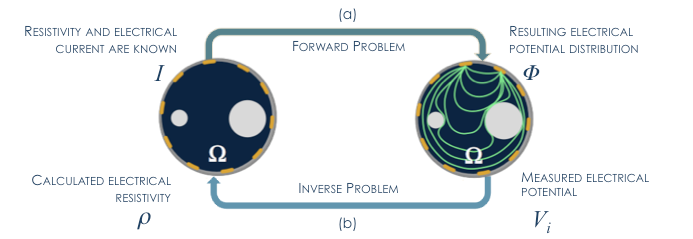 (a)
RESISTIVITY AND ELECTRICAL
CURRENT ARE KNOWN
I
FORWARD PROBLEM
RESULTING ELECTRICAL
POTENTIAL DISTRIBUTION
Φ
Ω
Ω
CALCULATED ELECTRICAL
RESISTIVITY
ρ
INVERSE PROBLEM
(b)
MEASURED ELECTRICAL
POTENTIAL
Vᵢ